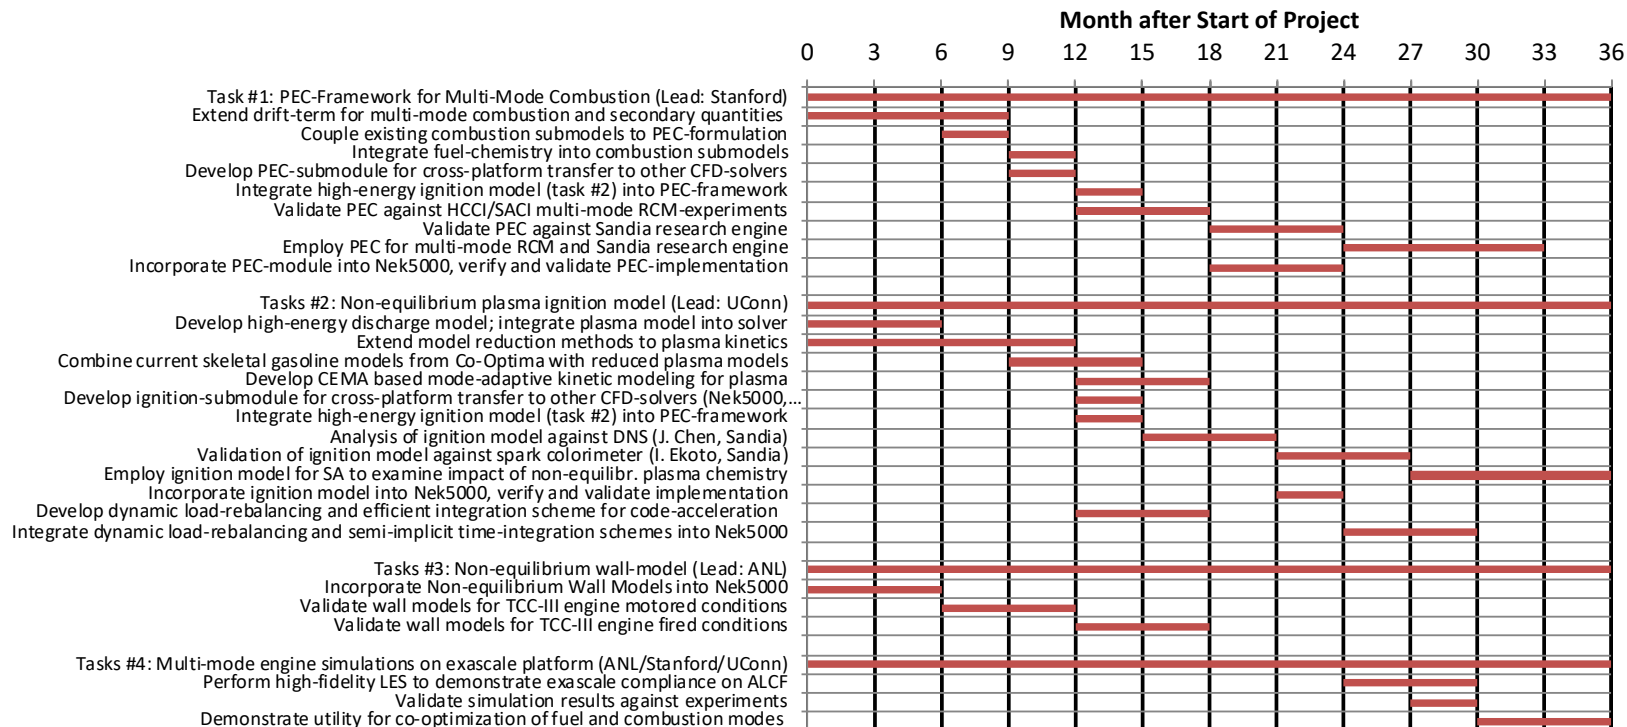 Month after Start of Project
0 3 6 9 12 15 18 21 24 27 30 33 36
Task #1: PEC-Framework for Multi-Mode Combustion (Lead: Stanford)
Extend drift-term for multi-mode combustion and secondary quantities
Couple existing combustion submodels to PEC-formulation
Integrate fuel-chemistry into combustion submodels
Develop PEC-submodule for cross-platform transfer to other CFD-solvers
Integrate high-energy ignition model (task #2) into PEC-framework
Validate PEC against HCCI/SACI multi-mode RCM-experiments
Validate PEC against Sandia research engine
Employ PEC for multi-mode RCM and Sandia research engine
Incorporate PEC-module into Nek5000, verify and validate PEC-implementation
Tasks #2: Non-equilibrium plasma ignition model (Lead: UConn)
Develop high-energy discharge model; integrate plasma model into solver
Extend model reduction methods to plasma kinetics
Combine current skeletal gasoline models from Co-Optima with reduced plasma models
Develop CEMA based mode-adaptive kinetic modeling for plasma
Develop ignition-submodule for cross-platform transfer to other CFD-solvers (Nek5000,...
Integrate high-energy ignition model (task #2) into PEC-framework
Analysis of ignition model against DNS (J. Chen, Sandia)
Validation of ignition model against spark colorimeter (I. Ekoto, Sandia)
Employ ignition model for SA to examine impact of non-equilibr. plasma chemistry
Incorporate ignition model into Nek5000, verify and validate implementation
Develop dynamic load-rebalancing and efficient integration scheme for code-acceleration
Integrate dynamic load-rebalancing and semi-implicit time-integration schemes into Nek5000
Tasks #3: Non-equilibrium wall-model (Lead: ANL)
Incorporate Non-equilibrium Wall Models into Nek5000
Validate wall models for TCC-III engine motored conditions
Validate wall models for TCC-III engine fired conditions
Tasks #4: Multi-mode engine simulations on exascale platform (ANL/Stanford/UConn)
Perform high-fidelity LES to demonstrate exascale compliance on ALCF
Validate simulation results against experiments
Demonstrate utility for co-optimization of fuel and combustion modes